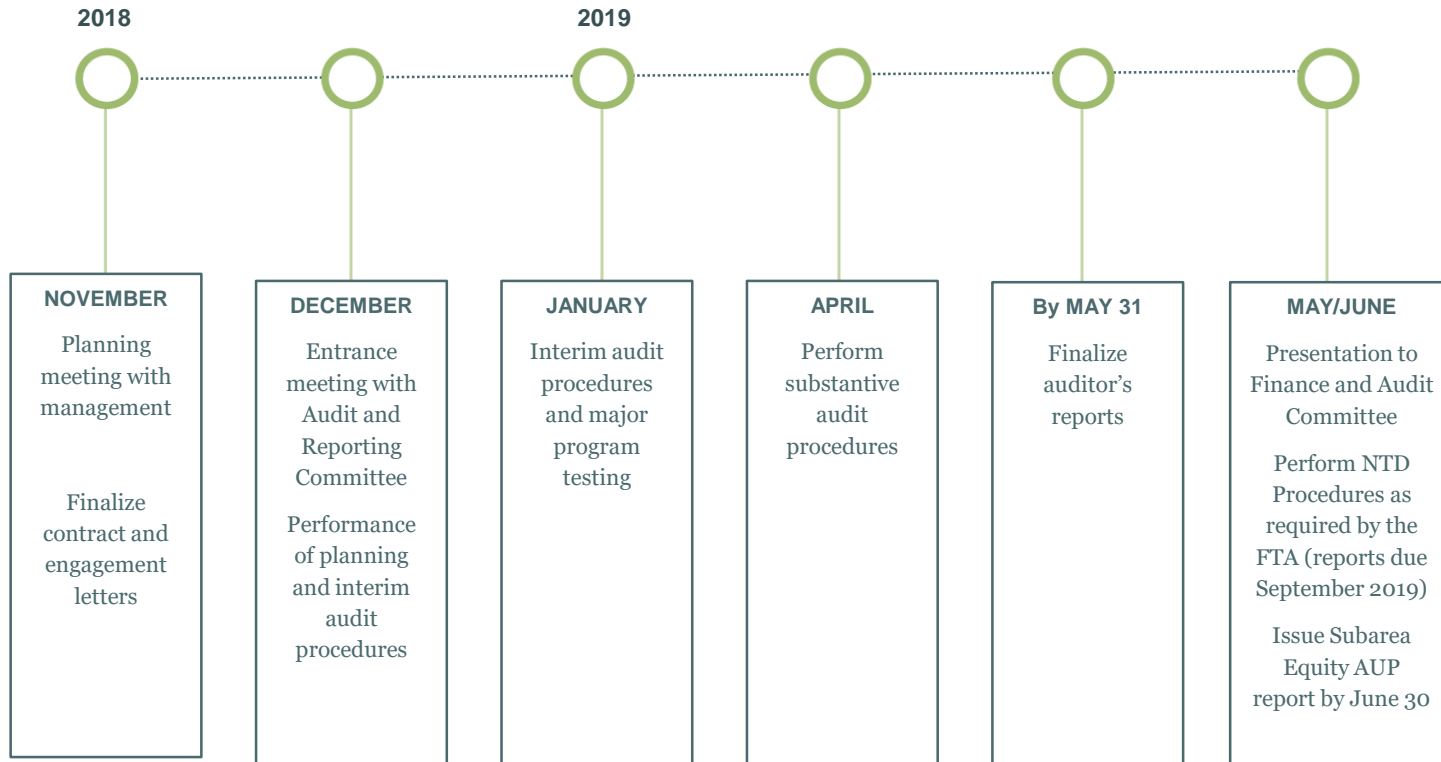 2018
2019
NOVEMBER
Planning
meeting with
management
Finalize
contract and
engagement
letters
DECEMBER
Entrance
meeting with
Audit and
Reporting
Committee
Performance
of planning
and interim
audit
procedures
JANUARY
Interim audit
procedures
and major
program
testing
APRIL
Perform
substantive
audit
procedures
By MAY 31
Finalize
auditor’s
reports
MAY/JUNE
Presentation to
Finance and Audit
Committee
Perform NTD
Procedures as
required by the
FTA (reports due
September 2019)
Issue Subarea
Equity AUP
report by June 30